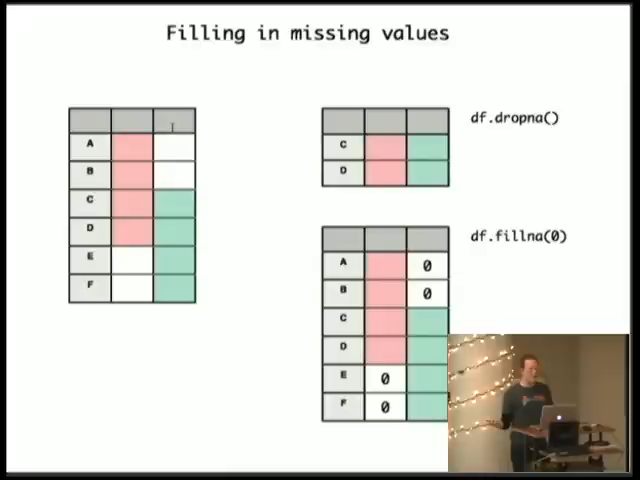 Filling in missing values
A
B
C
D
E
F
df.dropna()
C
D
df.fillna(0)
A 0
B 0
C
D
E 0
F 0